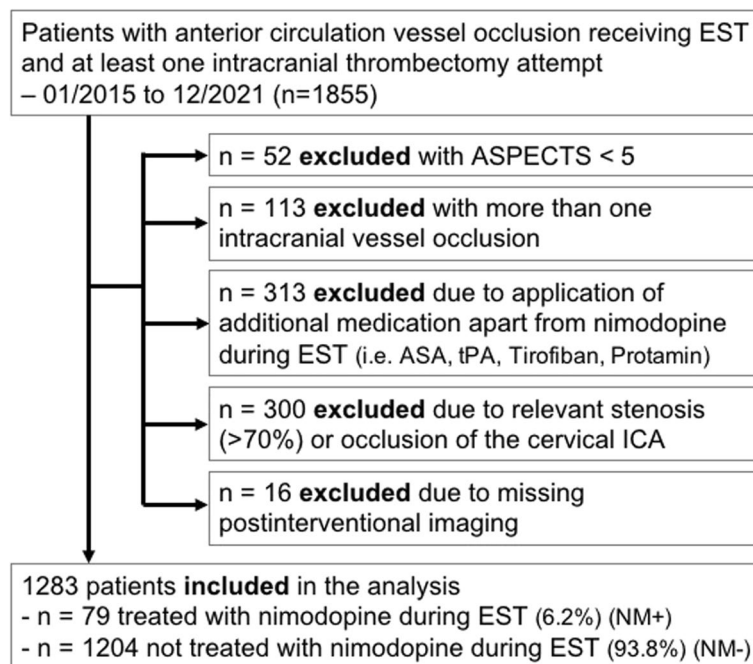 Patients with anterior circulation vessel occlusion receiving EST
and at least one intracranial thrombectomy attempt
– 01/2015 to 12/2021 (n=1855)
n = 52 excluded with ASPECTS < 5
n = 113 excluded with more than one
intracranial vessel occlusion
n = 313 excluded due to application of
additional medication apart from nimodopine
during EST (i.e. ASA, tPA, Tirofiban, Protamin)
n = 300 excluded due to relevant stenosis
(>70%) or occlusion of the cervical ICA
n = 16 excluded due to missing
postinterventional imaging
1283 patients included in the analysis
- n = 79 treated with nimodopine during EST (6.2%) (NM+)
- n = 1204 not treated with nimodopine during EST (93.8%) (NM-)